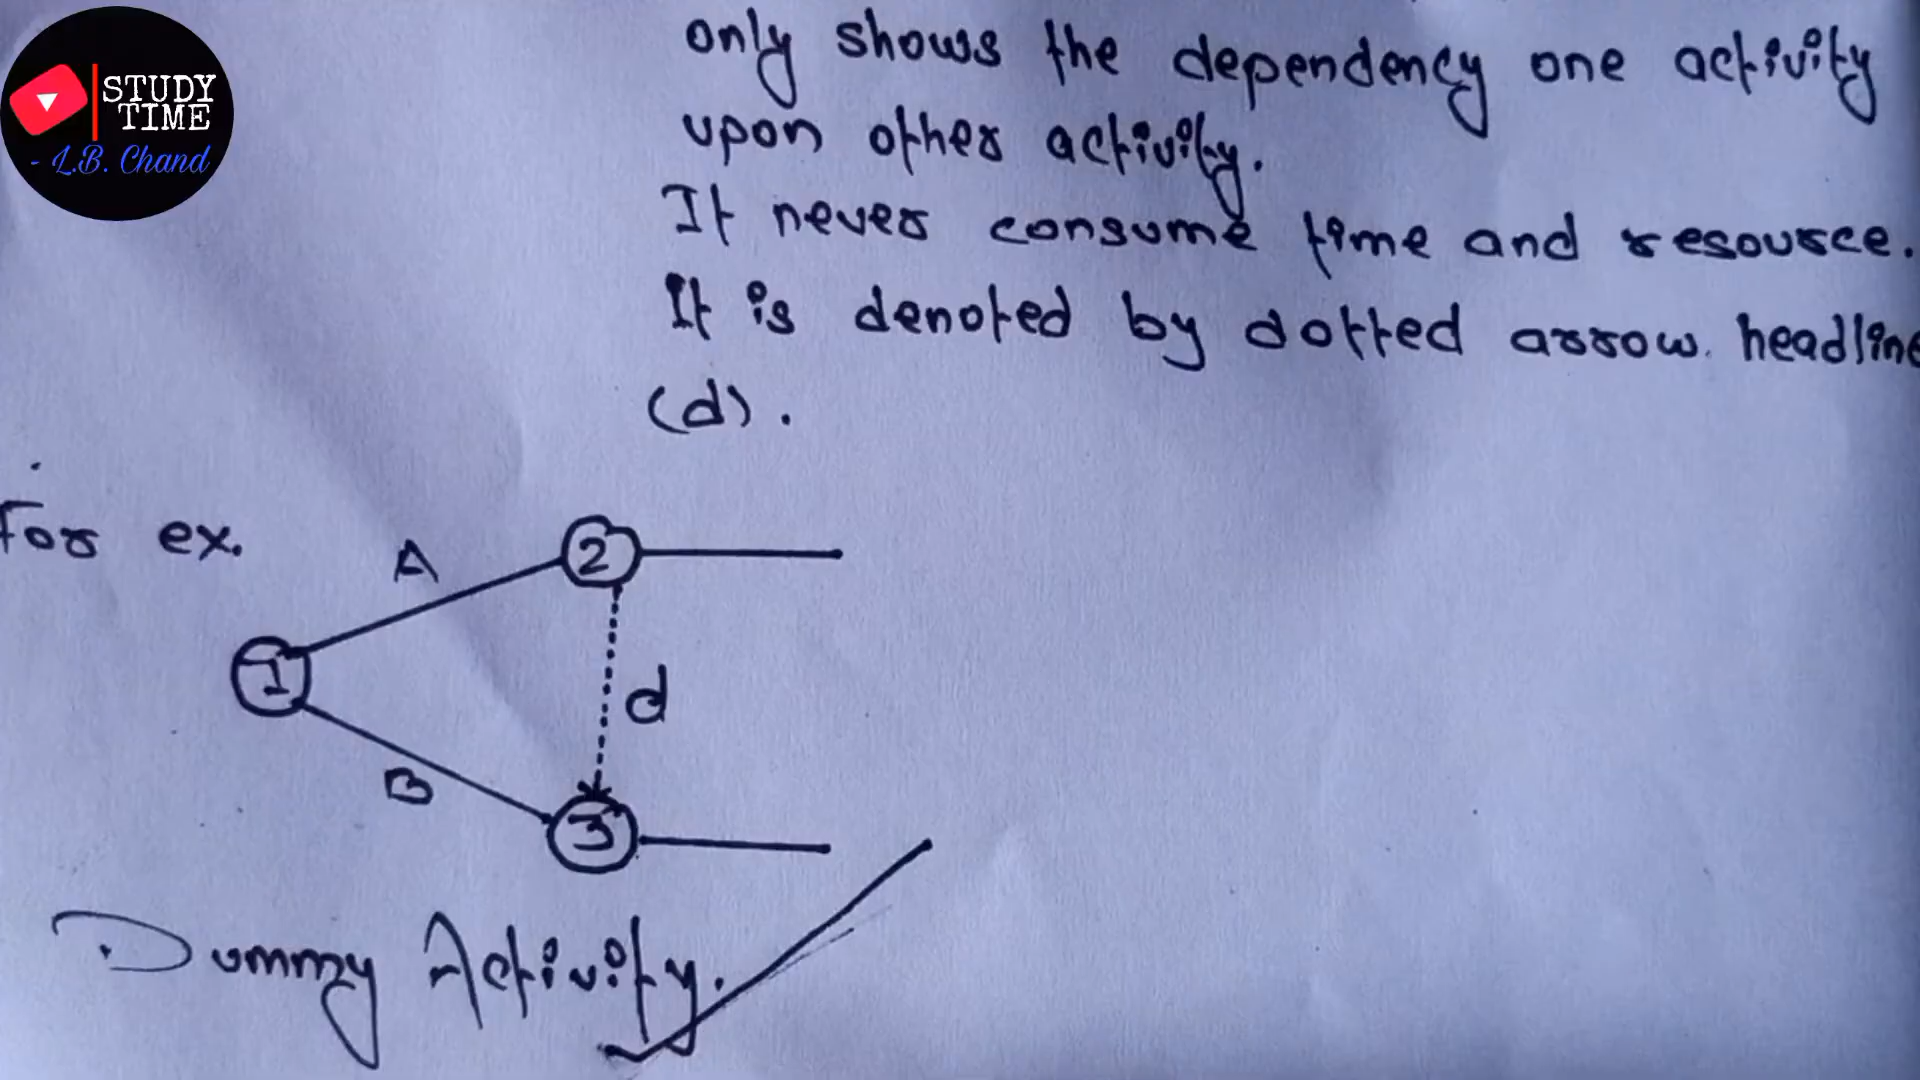 STUDY
TIME
- L.B. Chand
only shows the dependency one activity
upon other activity.
It never consume time and resource.
It is denoted by dotted arrow headline
(d).
For ex.
A
2
1
d
B
3
Dummy Activity.